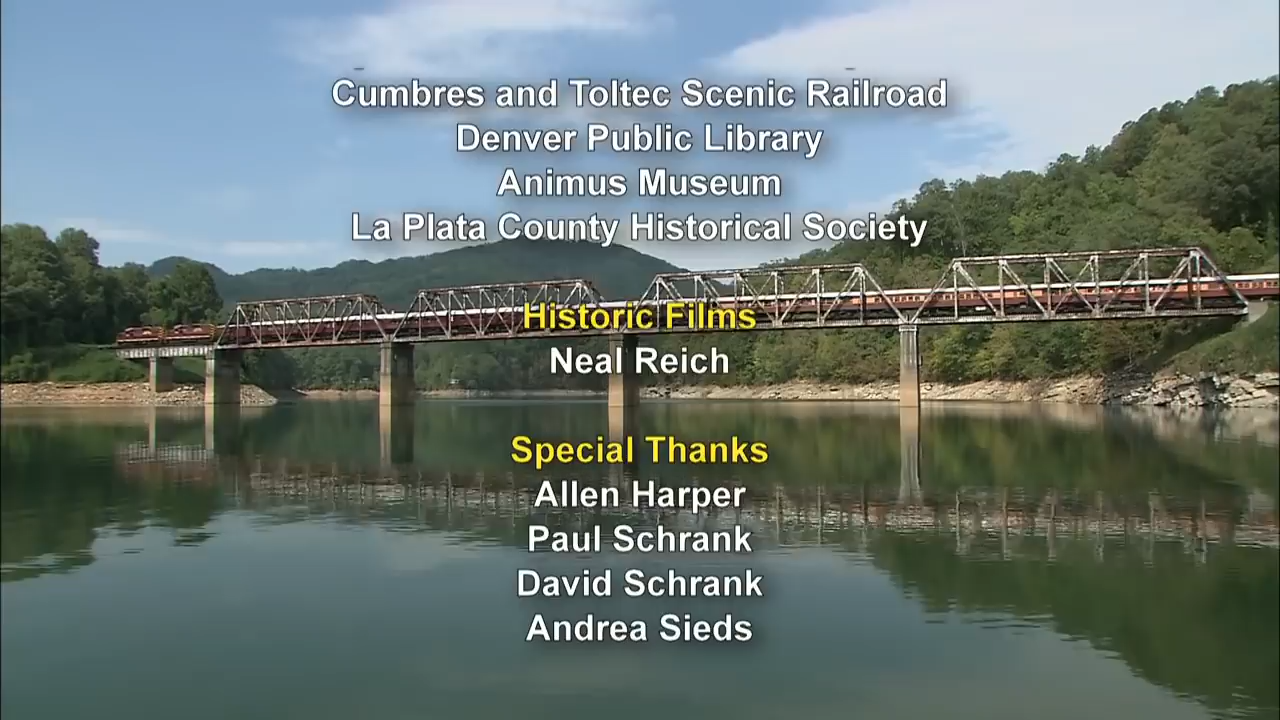 Cumbres and Toltec Scenic Railroad
Denver Public Library
Animus Museum
La Plata County Historical Society
Historic Films
Neal Reich
Special Thanks
Allen Harper
Paul Schrank
David Schrank
Andrea Sieds